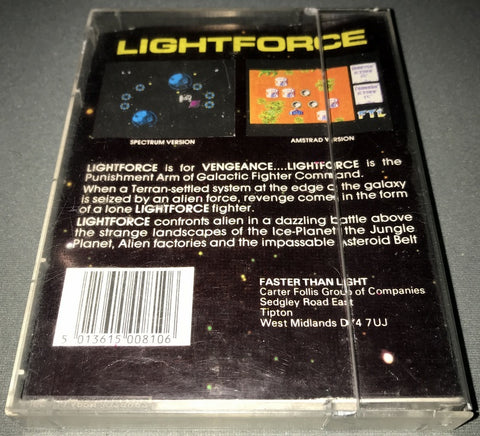 LIGHTFORCE
FTL
SPECTRUM VERSION
AMSTRAD VERSION
LIGHTFORCE is for VENGEANCE....LIGHTFORCE is the
Punishment Arm of Galactic Fighter Command.
When a Terran-settled system at the edge of the galaxy
is seized by an alien force, revenge comes in the form
of a lone LIGHTFORCE fighter.
LIGHTFORCE confronts alien in a dazzling battle above
the strange landscapes of the Ice-Planet, the Jungle
Planet, Alien factories and the impassable Asteroid Belt
FASTER THAN LIGHT
Carter Follis Group of Companies
Sedgley Road East
Tipton
West Midlands DY4 7UJ
5 013615 008106